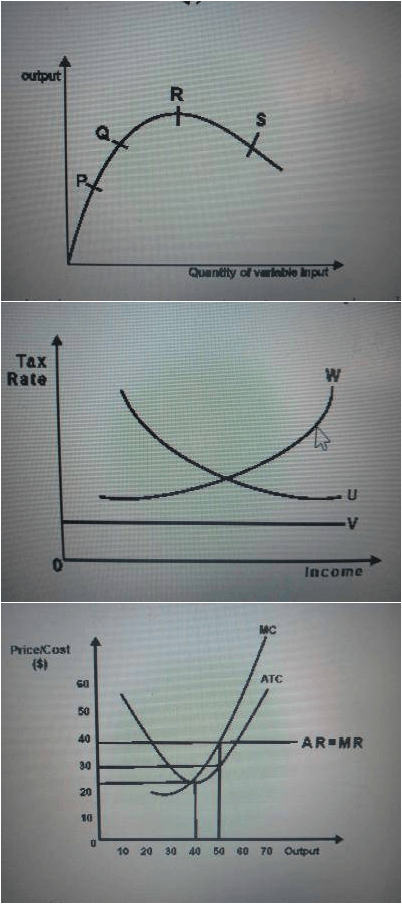 output
R
Q
S
P
Quantity of variable input
Tax
Rate
W
U
V
0
Income
MC
Price/Cost
($)
ATC
60
50
40
AR=MR
30
20
10
0
10 20 30 40 50 60 70 Output